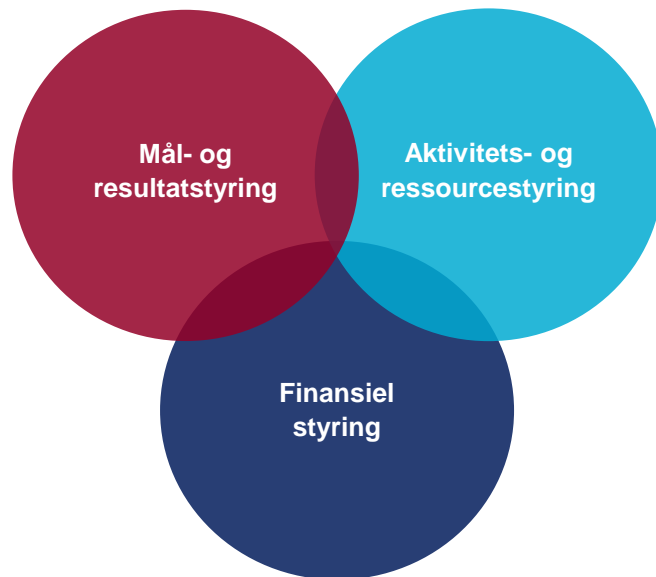 Mål- og
resultatstyring
Aktivitets- og
ressourcestyring
Finansiel
styring